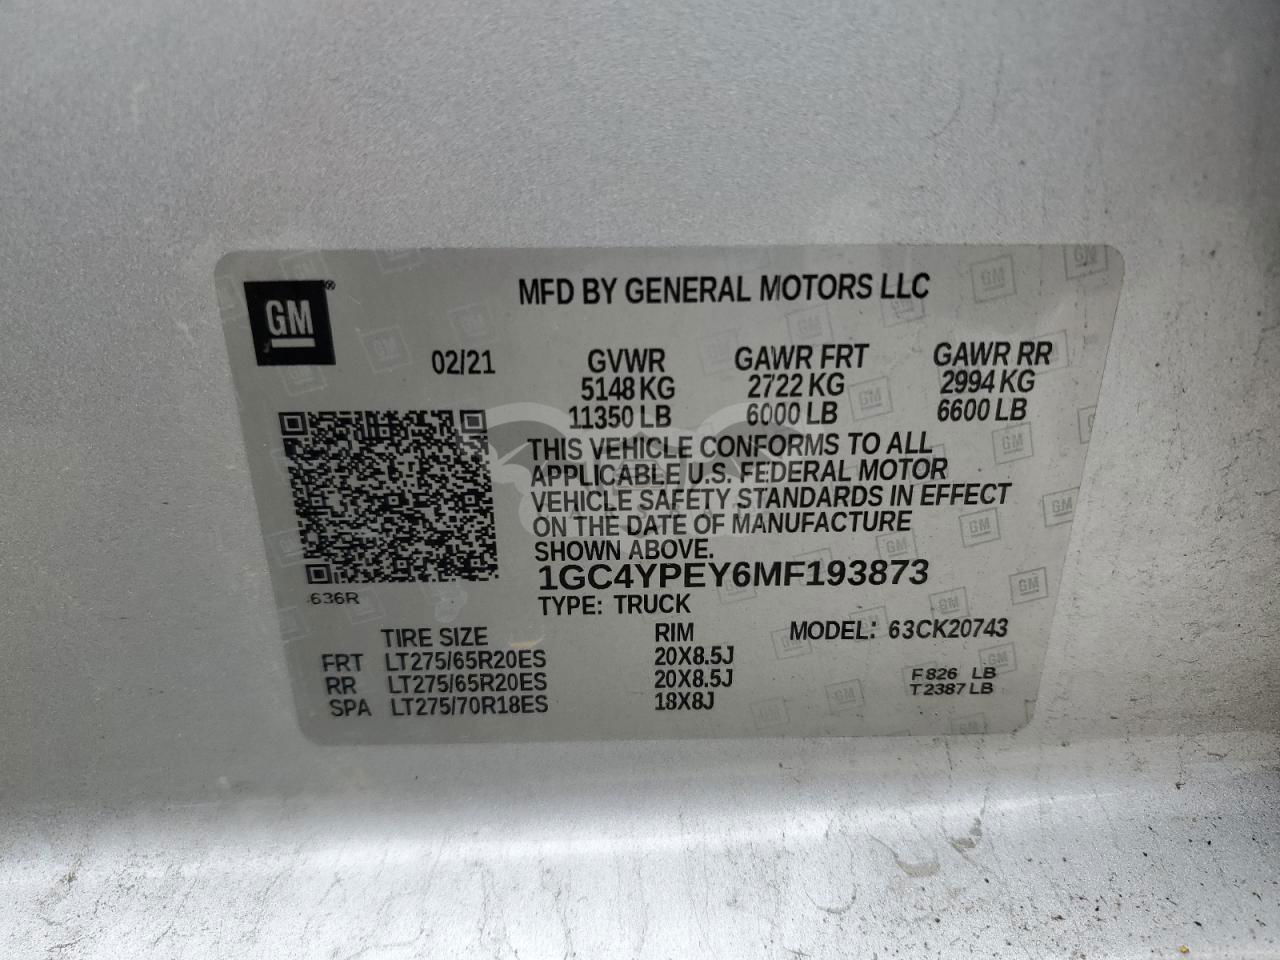 GM®
MFD BY GENERAL MOTORS LLC
02/21 GVWR GAWR FRT GAWR RR
5148 KG 2722 KG 2994 KG
11350 LB 6000 LB 6600 LB
THIS VEHICLE CONFORMS TO ALL
APPLICABLE U.S. FEDERAL MOTOR
VEHICLE SAFETY STANDARDS IN EFFECT
ON THE DATE OF MANUFACTURE
SHOWN ABOVE.
1GC4YPEY6MF193873
636R
TYPE: TRUCK
TIRE SIZE RIM MODEL: 63CK20743
FRT LT275/65R20ES 20X8.5J
RR LT275/65R20ES 20X8.5J
SPA LT275/70R18ES 18X8J
F 826 LB
T 2387 LB